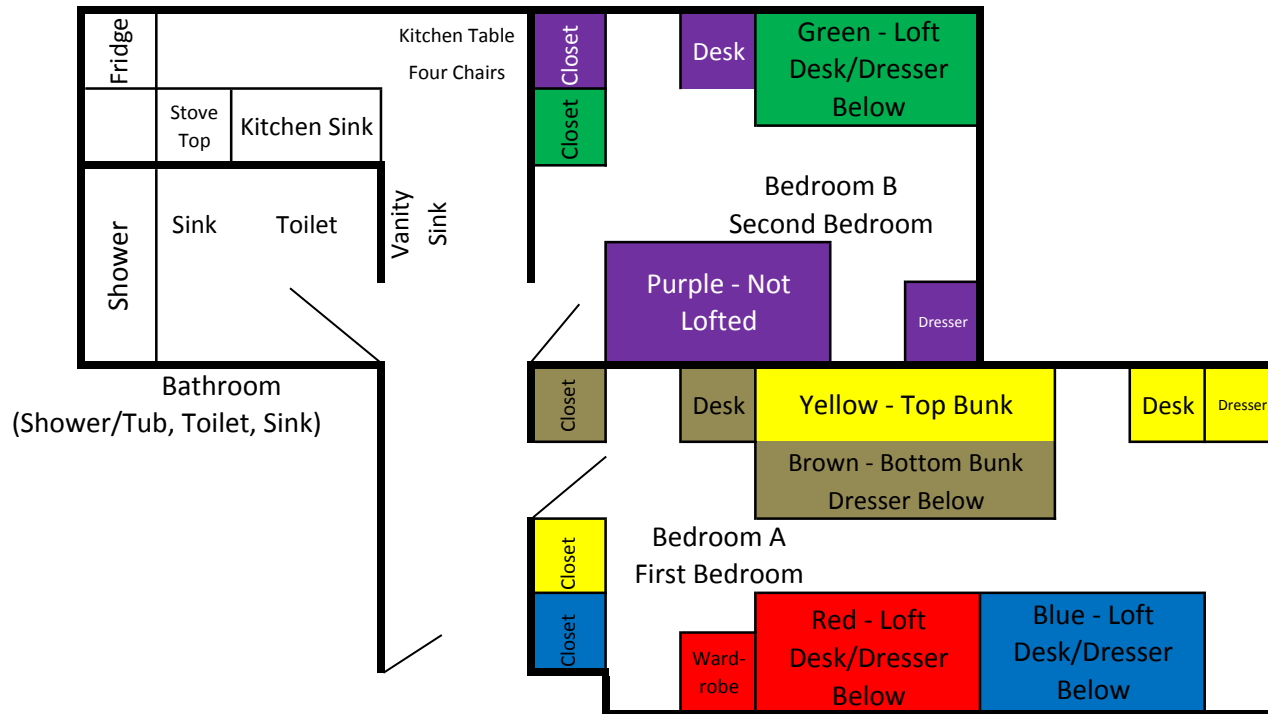 Fridge
Kitchen Table
Four Chairs
Closet
Desk
Green - Loft
Desk/Dresser
Below
Stove
Top
Kitchen Sink
Closet
Bedroom B
Second Bedroom
Shower
Sink
Toilet
Vanity
Sink
Purple - Not
Lofted
Dresser
Bathroom
(Shower/Tub, Toilet, Sink)
Closet
Desk
Yellow - Top Bunk
Desk
Dresser
Brown - Bottom Bunk
Dresser Below
Closet
Bedroom A
First Bedroom
Closet
Ward-
robe
Red - Loft
Desk/Dresser
Below
Blue - Loft
Desk/Dresser
Below